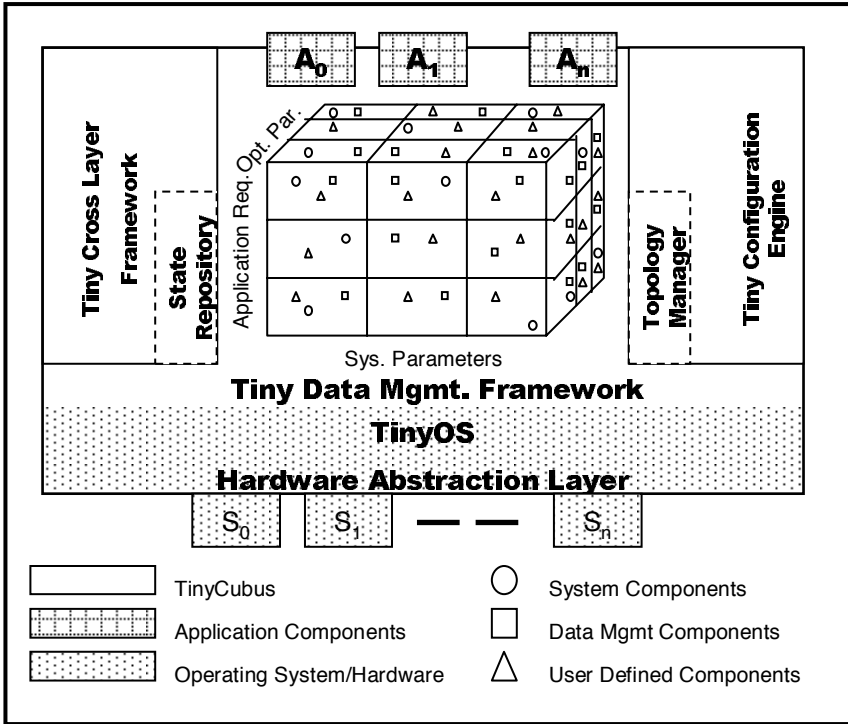 A0
A1
An
Tiny Cross Layer
Framework
State
Repository
Application Req.
Opt. Par.
Sys. Parameters
Topology
Manager
Tiny Configuration
Engine
Tiny Data Mgmt. Framework
TinyOS
Hardware Abstraction Layer
S0
S1
Sn
TinyCubus
Application Components
Operating System/Hardware
System Components
Data Mgmt Components
User Defined Components